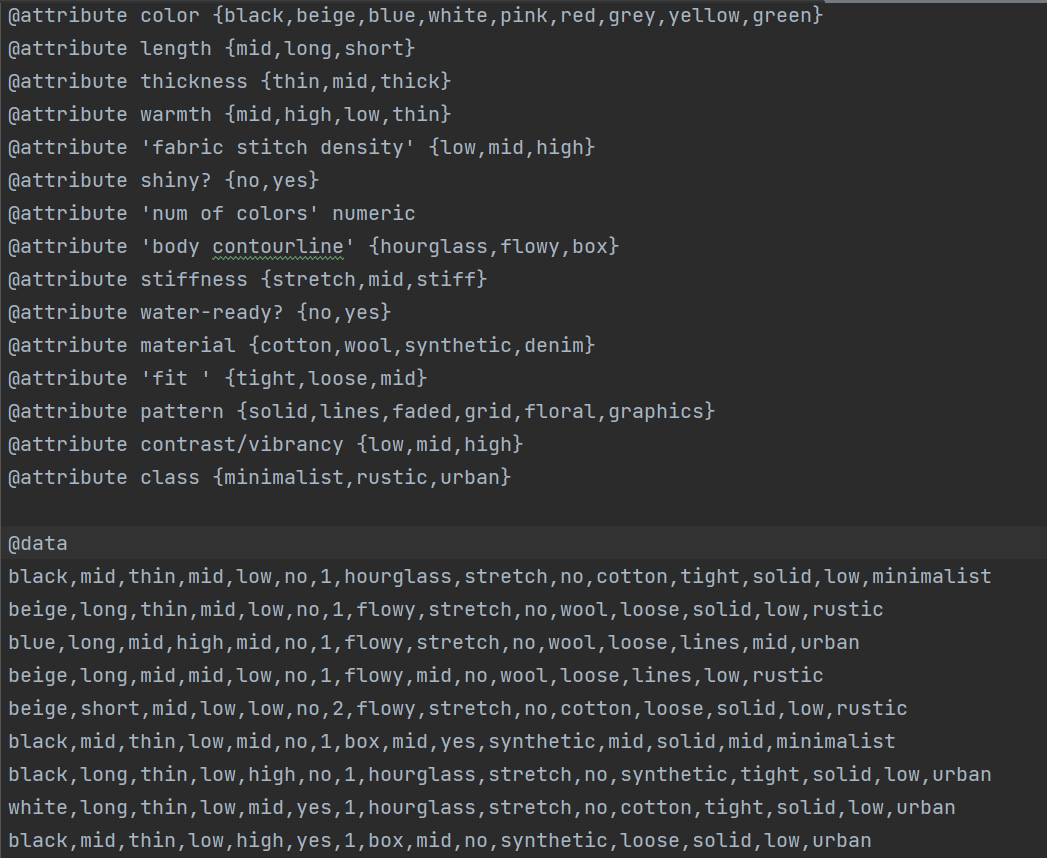 @attribute color {black,beige,blue,white,pink,red,grey,yellow,green}
@attribute length {mid,long,short}
@attribute thickness {thin,mid,thick}
@attribute warmth {mid,high,low,thin}
@attribute 'fabric stitch density' {low,mid,high}
@attribute shiny? {no,yes}
@attribute 'num of colors' numeric
@attribute 'body contourline' {hourglass,flowy,box}
@attribute stiffness {stretch,mid,stiff}
@attribute water-ready? {no,yes}
@attribute material {cotton,wool,synthetic,denim}
@attribute 'fit ' {tight,loose,mid}
@attribute pattern {solid,lines,faded,grid,floral,graphics}
@attribute contrast/vibrancy {low,mid,high}
@attribute class {minimalist,rustic,urban}
@data
black,mid,thin,mid,low,no,1,hourglass,stretch,no,cotton,tight,solid,low,minimalist
beige,long,thin,mid,low,no,1,flowy,stretch,no,wool,loose,solid,low,rustic
blue,long,mid,high,mid,no,1,flowy,stretch,no,wool,loose,lines,mid,urban
beige,long,mid,mid,low,no,1,flowy,mid,no,wool,loose,lines,low,rustic
beige,short,mid,low,low,no,2,flowy,stretch,no,cotton,loose,solid,low,rustic
black,mid,thin,low,mid,no,1,box,mid,yes,synthetic,mid,solid,mid,minimalist
black,long,thin,low,high,no,1,hourglass,stretch,no,synthetic,tight,solid,low,urban
white,long,thin,low,mid,yes,1,hourglass,stretch,no,cotton,tight,solid,low,urban
black,mid,thin,low,high,yes,1,box,mid,no,synthetic,loose,solid,low,urban